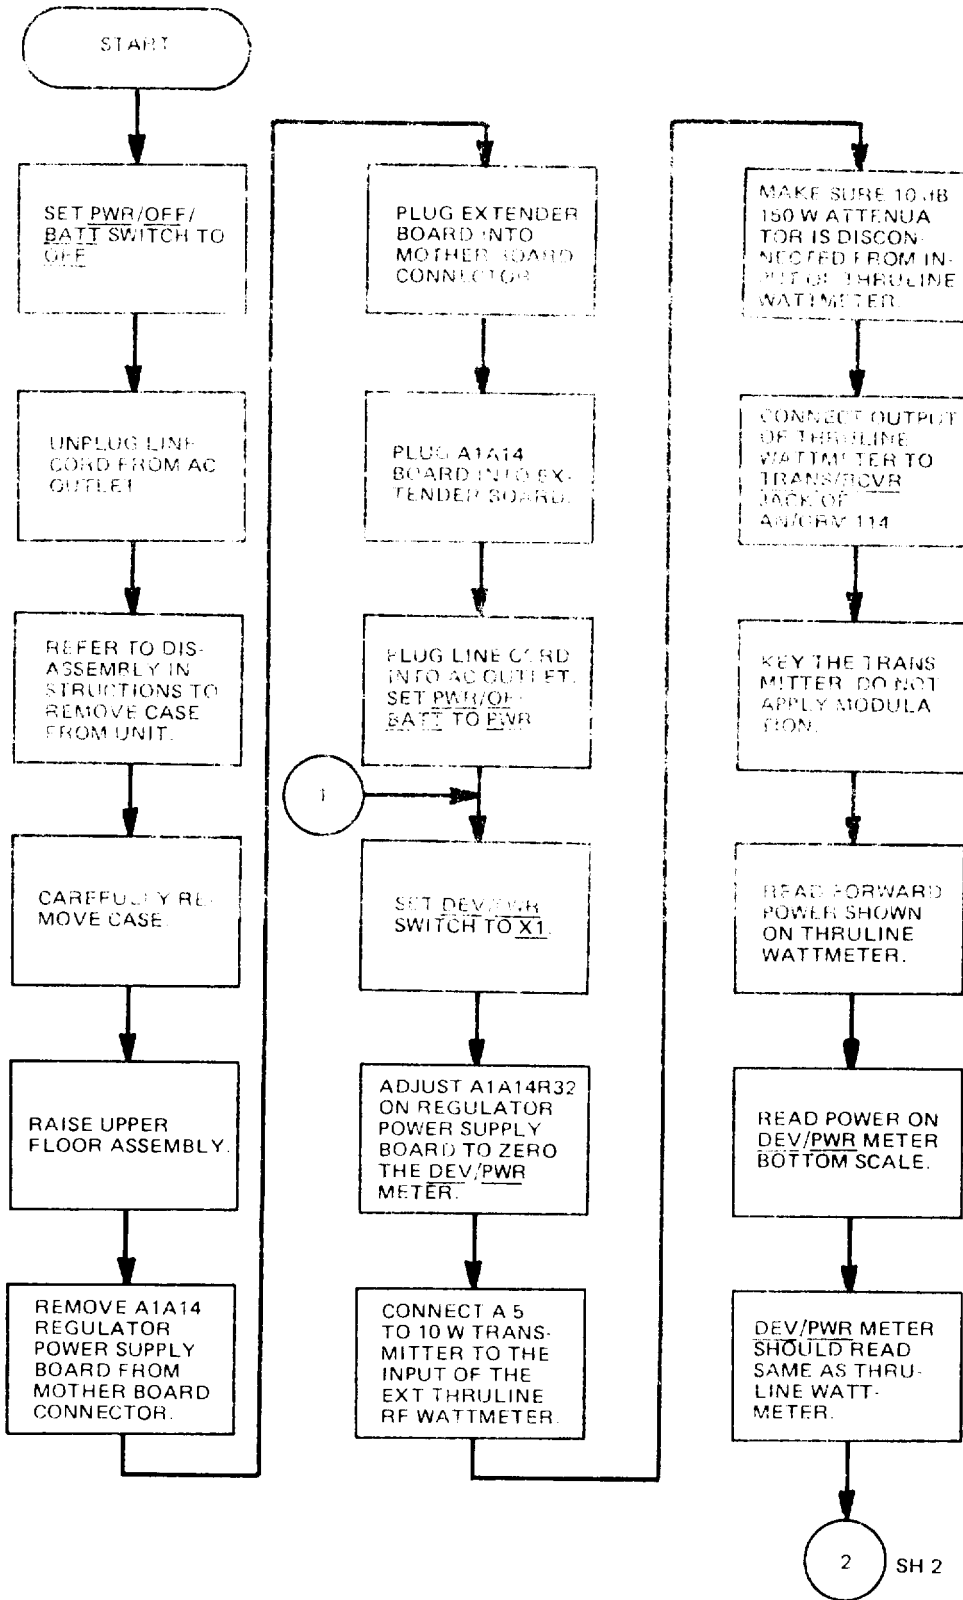 START
SET PWR/OFF/
BATT SWITCH TO
OFF
UNPLUG LINE
CORD FROM AC
OUTLET
REFER TO DIS-
ASSEMBLY IN
STRUCTIONS TO
REMOVE CASE
FROM UNIT.
CAREFULLY RE-
MOVE CASE.
RAISE UPPER
FLOOR ASSEMBLY.
REMOVE A1A14
REGULATOR
POWER SUPPLY
BOARD FROM
MOTHER BOARD
CONNECTOR.
PLUG EXTENDER
BOARD INTO
MOTHER BOARD
CONNECTOR
PLUG A1A14
BOARD INTO EX-
TENDER BOARD.
PLUG LINE CORD
INTO AC OUTLET.
SET PWR/OF
BATT TO PWR
1
SET DEV/PWR
SWITCH TO X1.
ADJUST A1A14R32
ON REGULATOR
POWER SUPPLY
BOARD TO ZERO
THE DEV/PWR
METER.
CONNECT A 5
TO 10 W TRANS-
MITTER TO THE
INPUT OF THE
EXT THRULINE
RF WATTMETER.
MAKE SURE 10 dB
150 W ATTENUA
TOR IS DISCON-
NECTED FROM IN-
PUT OF THRULINE
WATTMETER.
CONNECT OUTPUT
OF THRULINE
WATTMETER TO
TRANS/RCVR
JACK OF
AN/GRM 114
KEY THE TRANS
MITTER. DO NOT
APPLY MODULA
TION.
READ FORWARD
POWER SHOWN
ON THRULINE
WATTMETER.
READ POWER ON
DEV/PWR METER
BOTTOM SCALE.
DEV/PWR METER
SHOULD READ
SAME AS THRU-
LINE WATT-
METER.
2 SH 2